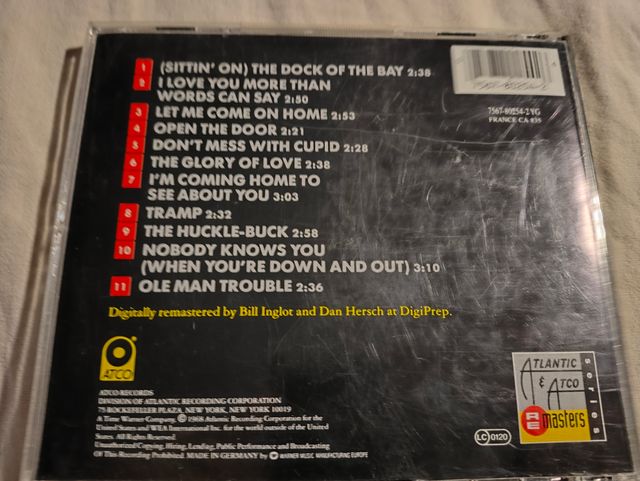 1 (SITTIN' ON) THE DOCK OF THE BAY 2:38
2 I LOVE YOU MORE THAN
WORDS CAN SAY 2:50
3 LET ME COME ON HOME 2:53
4 OPEN THE DOOR 2:21
5 DON'T MESS WITH CUPID 2:28
6 THE GLORY OF LOVE 2:38
7 I'M COMING HOME TO
SEE ABOUT YOU 3:03
8 TRAMP 2:32
9 THE HUCKLE-BUCK 2:58
10 NOBODY KNOWS YOU
(WHEN YOU'RE DOWN AND OUT) 3:10
11 OLE MAN TROUBLE 2:36
Digitally remastered by Bill Inglot and Dan Hersch at DigiPrep.
7567-80254-2
7567-80254-2 YG
FRANCE CA 835
ATCO
ATCO RECORDS
DIVISION OF ATLANTIC RECORDING CORPORATION
75 ROCKEFELLER PLAZA, NEW YORK, NEW YORK 10019
A Time Warner Company. Ⓟ 1968 Atlantic Recording Corporation for the
United States and WEA International Inc. for the world outside of the United
States. All Rights Reserved.
Unauthorized Copying, Hiring, Lending, Public Performance and Broadcasting
Of This Recording Prohibited. MADE IN GERMANY by WARNER MUSIC MANUFACTURING EUROPE
LC 0120
ATLANTIC
& ATCO
masters
series